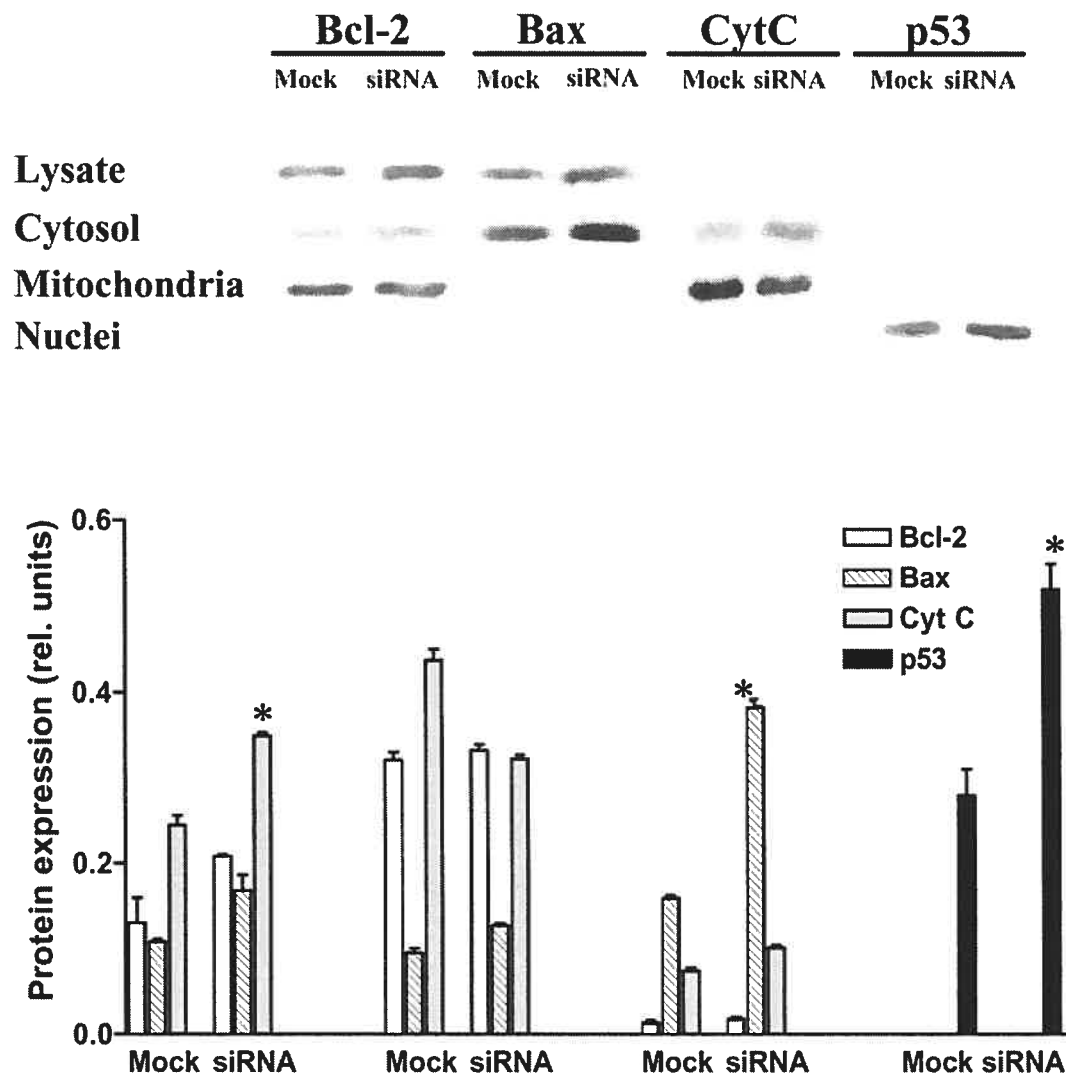 Bcl-2 Bax CytC p53
Mock siRNA Mock siRNA Mock siRNA Mock siRNA
Lysate
Cytosol
Mitochondria
Nuclei
Protein expression (rel. units)
0.6
0.4
0.2
0.0
Bcl-2
Bax
Cyt C
p53
*
*
*
Mock siRNA Mock siRNA Mock siRNA Mock siRNA